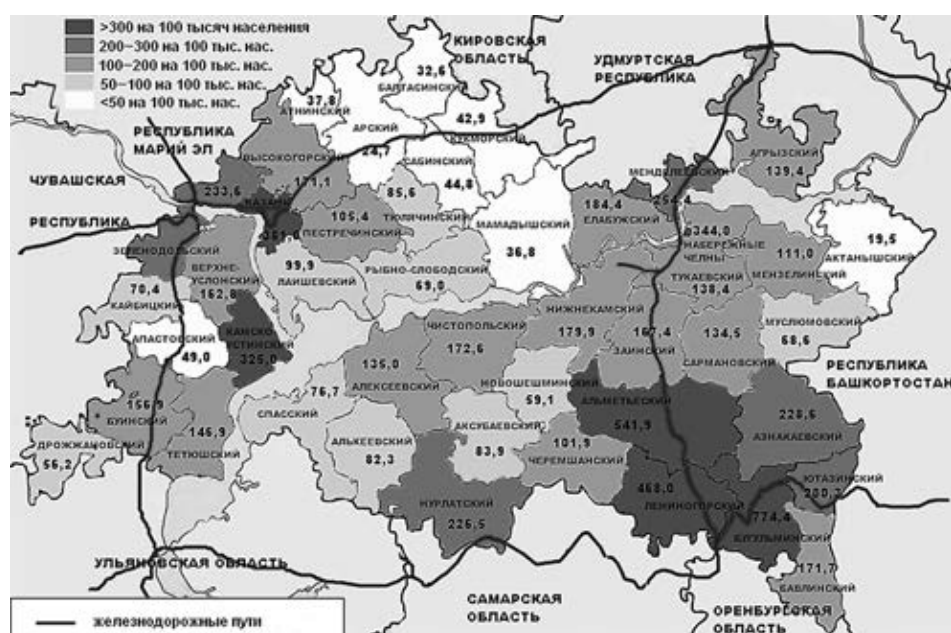 >300 на 100 тысяч населения
200–300 на 100 тыс. нас.
100–200 на 100 тыс. нас.
50–100 на 100 тыс. нас.
<50 на 100 тыс. нас.
КИРОВСКАЯ
ОБЛАСТЬ
УДМУРТСКАЯ
РЕСПУБЛИКА
РЕСПУБЛИКА
МАРИЙ ЭЛ
ЧУВАШСКАЯ
РЕСПУБЛИКА
32,6
БАЛТАСИНСКИЙ
37,8
АТНИНСКИЙ
42,9
КУКМОРСКИЙ
АРСКИЙ
24,7
САБИНСКИЙ
44,8
ВЫСОКОГОРСКИЙ
171,1
АГРЫЗСКИЙ
139,4
МЕНДЕЛЕЕВСКИЙ
254,4
233,6
КАЗАНЬ
ЗЕЛЕНОДОЛЬСКИЙ
85,6
ТЮЛЯЧИНСКИЙ
105,4
ПЕСТРЕЧИНСКИЙ
МАМАДЫШСКИЙ
36,8
184,4
ЕЛАБУЖСКИЙ
344,0
НАБЕРЕЖНЫЕ
ЧЕЛНЫ
ТУКАЕВСКИЙ
138,4
111,0
МЕНЗЕЛИНСКИЙ
19,5
АКТАНЫШСКИЙ
ВЕРХНЕ-
УСЛОНСКИЙ
162,8
99,9
ЛАИШЕВСКИЙ
РЫБНО-СЛОБОДСКИЙ
69,0
70,4
КАЙБИЦКИЙ
АПАСТОВСКИЙ
49,0
КАМСКО-
УСТИНСКИЙ
325,0
НИЖНЕКАМСКИЙ
179,9
167,4
ЗАИНСКИЙ
134,5
САРМАНОВСКИЙ
МУСЛЮМОВСКИЙ
68,6
ЧИСТОПОЛЬСКИЙ
172,6
135,0
АЛЕКСЕЕВСКИЙ
РЕСПУБЛИКА
БАШКОРТОСТАН
76,7
СПАССКИЙ
НОВОШЕШМИНСКИЙ
59,1
АЛЬМЕТЬЕВСКИЙ
541,9
228,6
АЗНАКАЕВСКИЙ
156,9
БУИНСКИЙ
146,9
ТЕТЮШСКИЙ
ДРОЖЖАНОВСКИЙ
56,2
АЛЬКЕЕВСКИЙ
82,3
АКСУБАЕВСКИЙ
83,9
101,9
ЧЕРЕМШАНСКИЙ
НУРЛАТСКИЙ
226,5
468,0
ЛЕНИНОГОРСКИЙ
ЮТАЗИНСКИЙ
774,4
БУГУЛЬМИНСКИЙ
171,7
БАВЛИНСКИЙ
УЛЬЯНОВСКАЯ ОБЛАСТЬ
САМАРСКАЯ
ОБЛАСТЬ
ОРЕНБУРГСКАЯ
ОБЛАСТЬ
железнодорожные пути